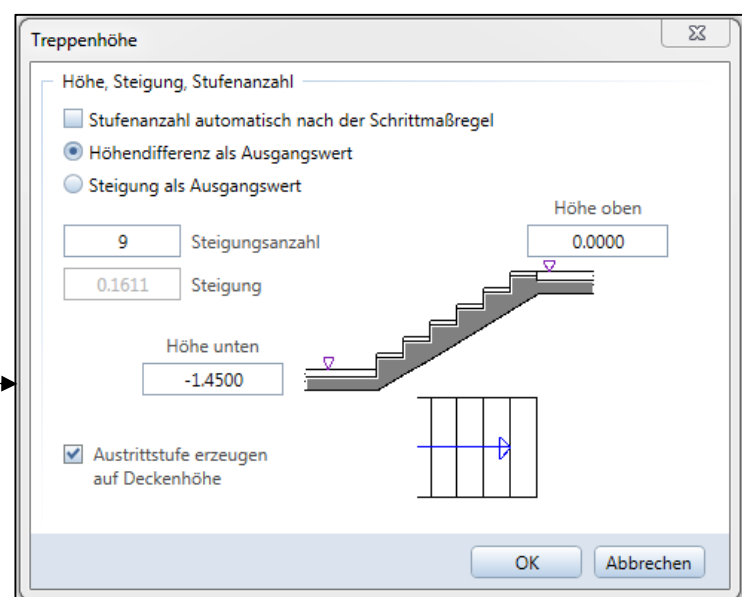 Treppenhöhe
Höhe, Steigung, Stufenanzahl
Stufenanzahl automatisch nach der Schrittmaßregel
Höhendifferenz als Ausgangswert
Steigung als Ausgangswert
Höhe oben
9 Steigungsanzahl 0.0000
0.1611 Steigung
Höhe unten
-1.4500
Austrittstufe erzeugen
auf Deckenhöhe
OK Abbrechen